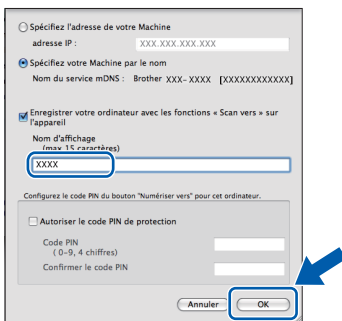 Spécifiez l'adresse de votre Machine
adresse IP : XXX.XXX.XXX.XXX
Spécifiez votre Machine par le nom
Nom du service mDNS : Brother XXX-XXXX [XXXXXXXXXXXX]
Enregistrer votre ordinateur avec les fonctions « Scan vers » sur
l'appareil
Nom d'affichage
(max 15 caractères)
XXXX
Configurez le code PIN du bouton "Numériser vers" pour cet ordinateur.
Autoriser le code PIN de protection
Code PIN
( 0-9, 4 chiffres)
Confirmer le code PIN
Annuler OK